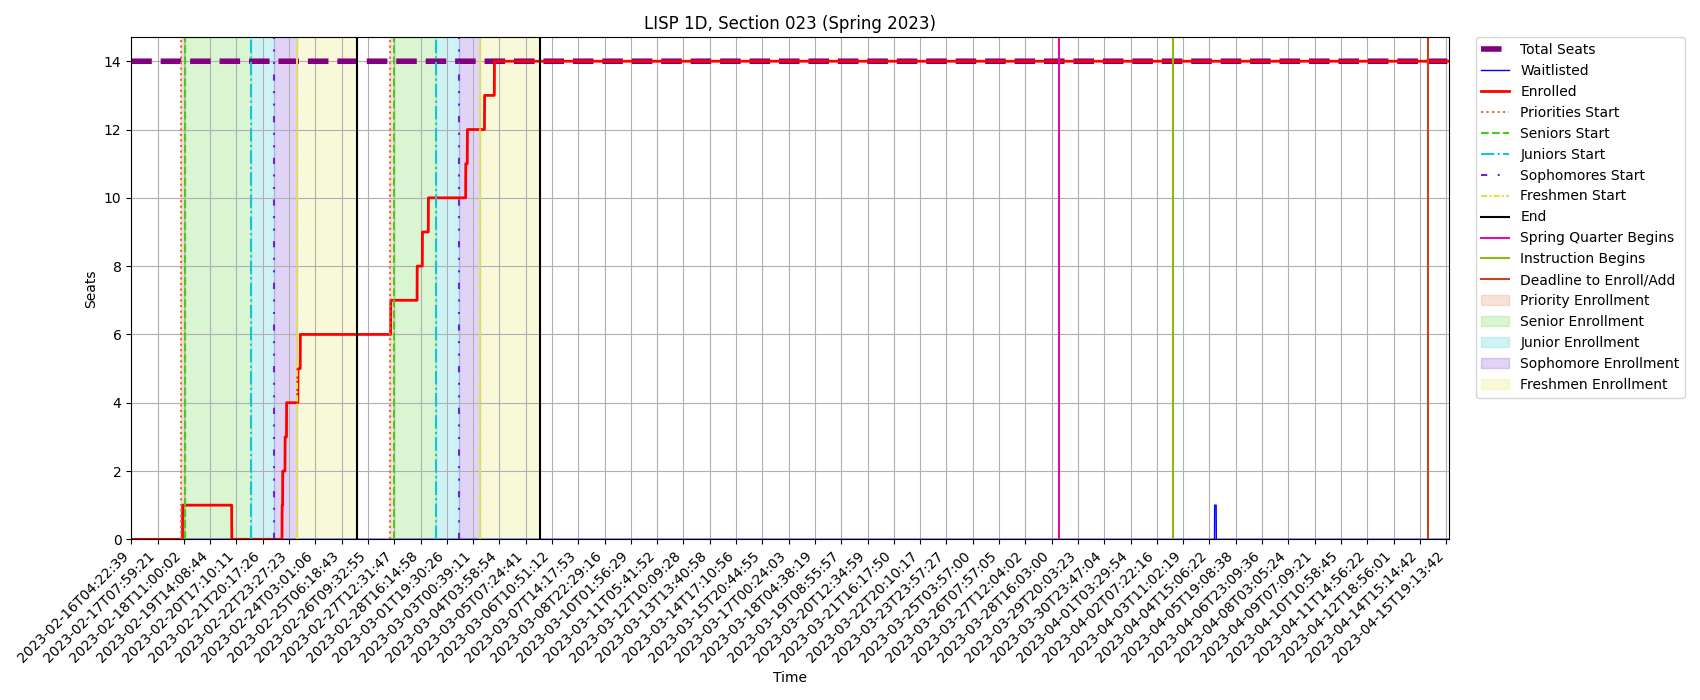 LISP 1D, Section 023 (Spring 2023)
Seats
14
12
10
8
6
4
2
0
2023-02-16T04:22:39
2023-02-17T07:59:21
2023-02-18T11:00:02
2023-02-19T14:08:44
2023-02-20T17:10:11
2023-02-21T20:17:26
2023-02-22T23:27:23
2023-02-24T03:01:06
2023-02-25T06:18:43
2023-02-26T09:32:55
2023-02-27T12:31:47
2023-02-28T16:14:58
2023-03-01T19:30:26
2023-03-03T00:39:11
2023-03-04T03:58:54
2023-03-05T07:24:41
2023-03-06T10:51:12
2023-03-07T14:17:53
2023-03-08T22:29:16
2023-03-10T01:56:29
2023-03-11T05:41:52
2023-03-12T10:09:28
2023-03-13T13:40:58
2023-03-14T17:10:56
2023-03-15T20:44:55
2023-03-17T00:24:03
2023-03-18T04:38:19
2023-03-19T08:55:57
2023-03-20T12:34:59
2023-03-21T16:17:50
2023-03-22T20:10:17
2023-03-23T23:57:27
2023-03-25T03:57:00
2023-03-26T07:57:05
2023-03-27T12:04:02
2023-03-28T16:03:00
2023-03-29T20:03:23
2023-03-30T23:47:04
2023-04-01T03:29:54
2023-04-02T07:22:16
2023-04-03T11:02:19
2023-04-04T15:06:22
2023-04-05T19:08:38
2023-04-06T23:09:36
2023-04-08T03:05:24
2023-04-09T07:09:21
2023-04-10T10:58:45
2023-04-11T14:56:22
2023-04-12T18:56:01
2023-04-14T15:14:42
2023-04-15T19:13:42
Time
Total Seats
Waitlisted
Enrolled
Priorities Start
Seniors Start
Juniors Start
Sophomores Start
Freshmen Start
End
Spring Quarter Begins
Instruction Begins
Deadline to Enroll/Add
Priority Enrollment
Senior Enrollment
Junior Enrollment
Sophomore Enrollment
Freshmen Enrollment